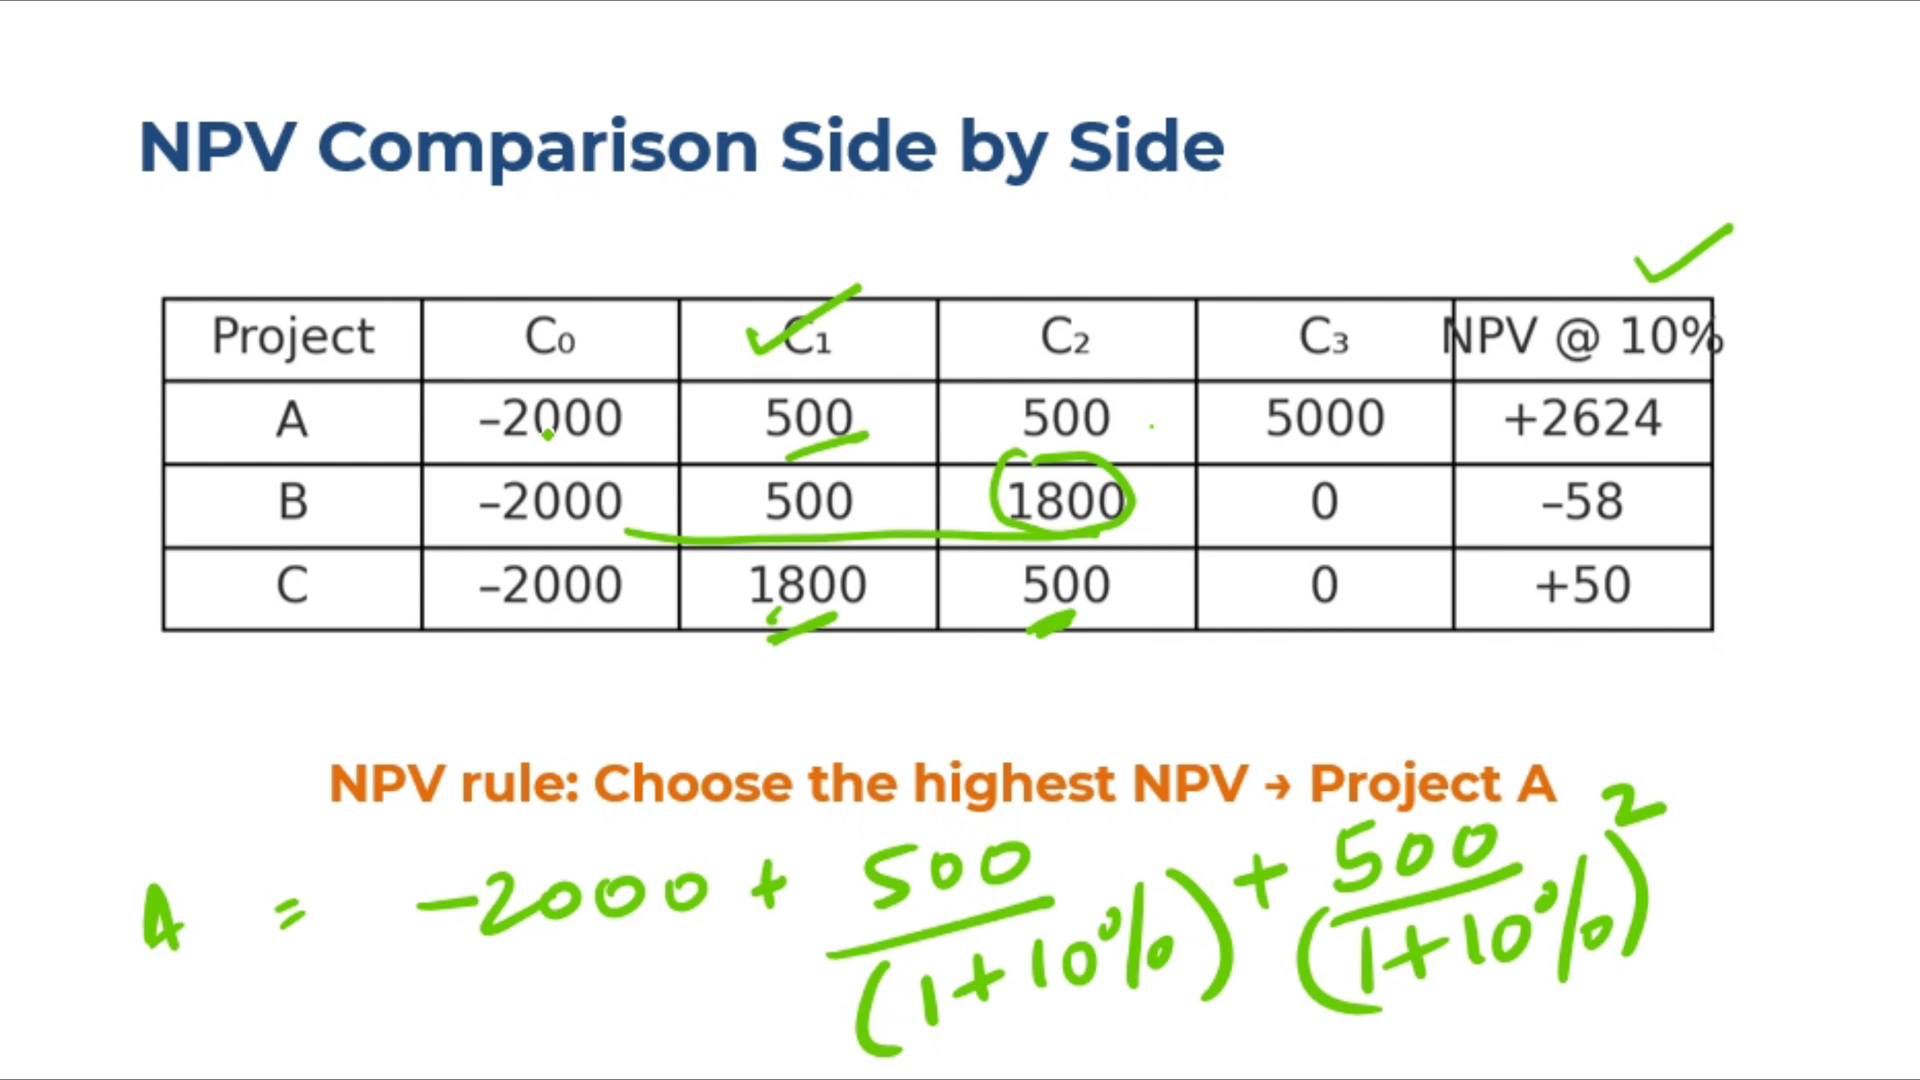 NPV Comparison Side by Side
Project C₀ C₁ C₂ C₃ NPV @ 10%
A –2000 500 500 5000 +2624
B –2000 500 1800 0 –58
C –2000 1800 500 0 +50
NPV rule: Choose the highest NPV → Project A
A = -2000 + 500/(1+10%) + 500/(1+10%)²